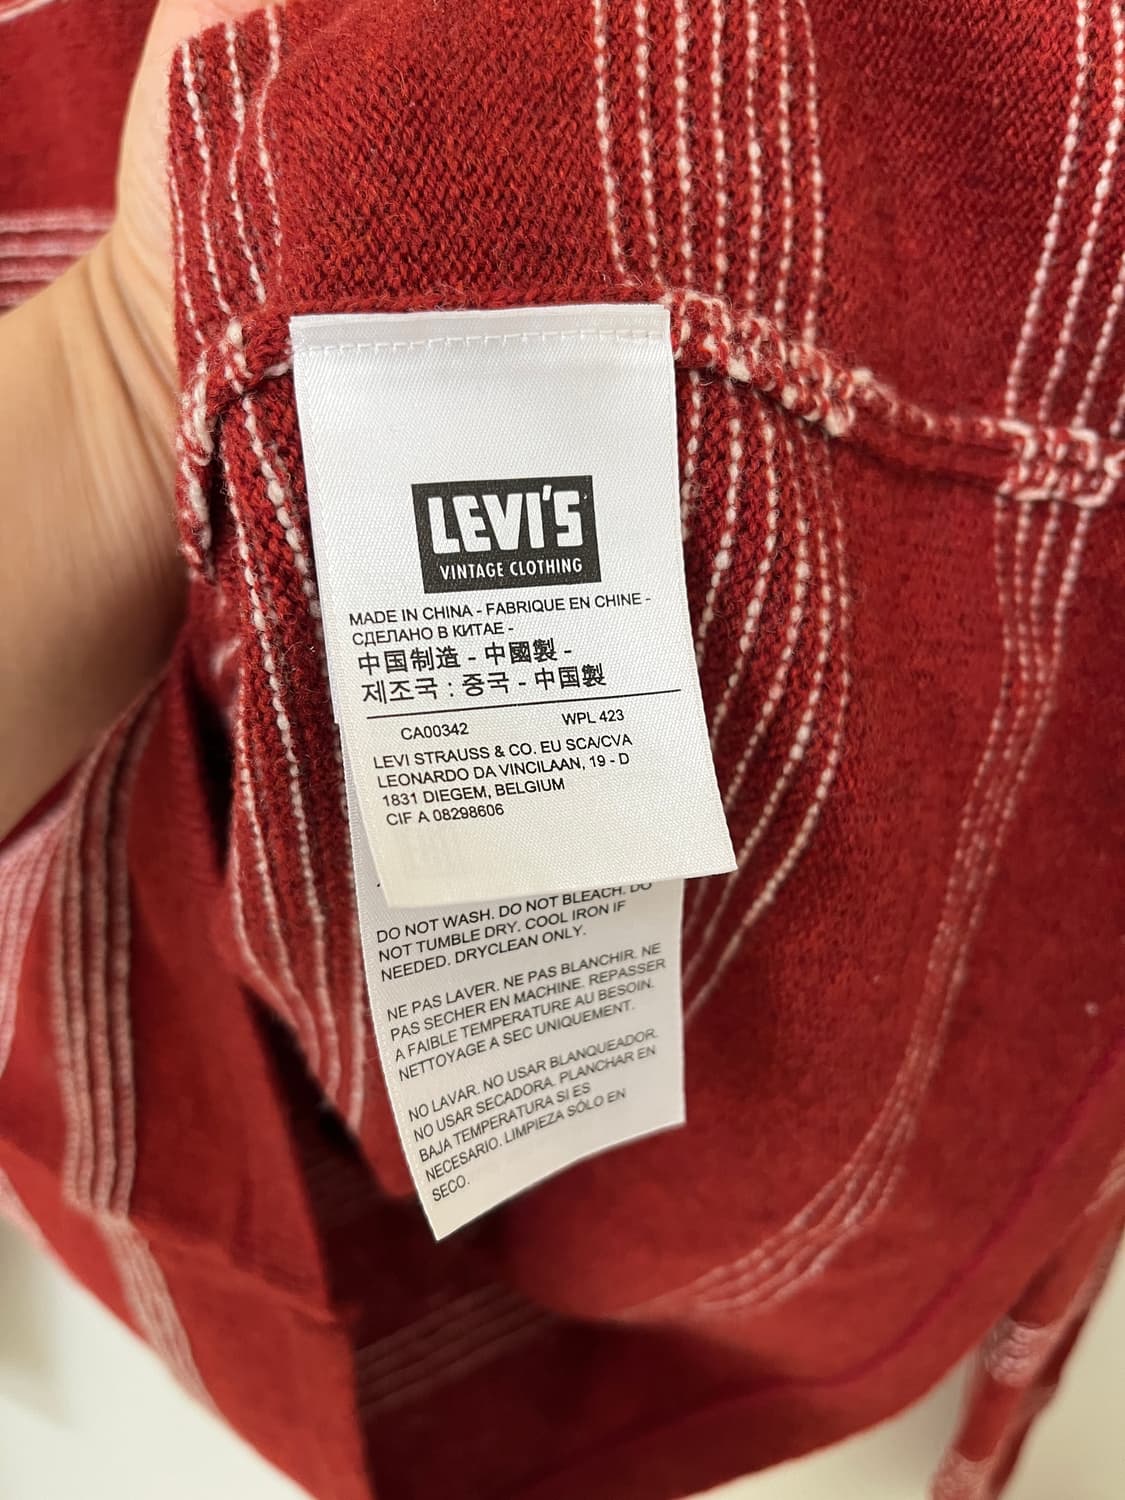 LEVI'S
VINTAGE CLOTHING
MADE IN CHINA - FABRIQUE EN CHINE -
СДЕЛАНО В КИТАЕ -
中国制造 - 中國製 -
제조국 : 중국 - 中国製
CA00342 WPL 423
LEVI STRAUSS & CO. EU SCA/CVA
LEONARDO DA VINCILAAN, 19 - D
1831 DIEGEM, BELGIUM
CIF A 08298606
DO NOT WASH. DO NOT BLEACH. DO
NOT TUMBLE DRY. COOL IRON IF
NEEDED. DRYCLEAN ONLY.
NE PAS LAVER. NE PAS BLANCHIR. NE
PAS SECHER EN MACHINE. REPASSER
A FAIBLE TEMPERATURE AU BESOIN.
NETTOYAGE A SEC UNIQUEMENT.
NO LAVAR. NO USAR BLANQUEADOR.
NO USAR SECADORA. PLANCHAR EN
BAJA TEMPERATURA SI ES
NECESARIO. LIMPIEZA SÓLO EN
SECO.